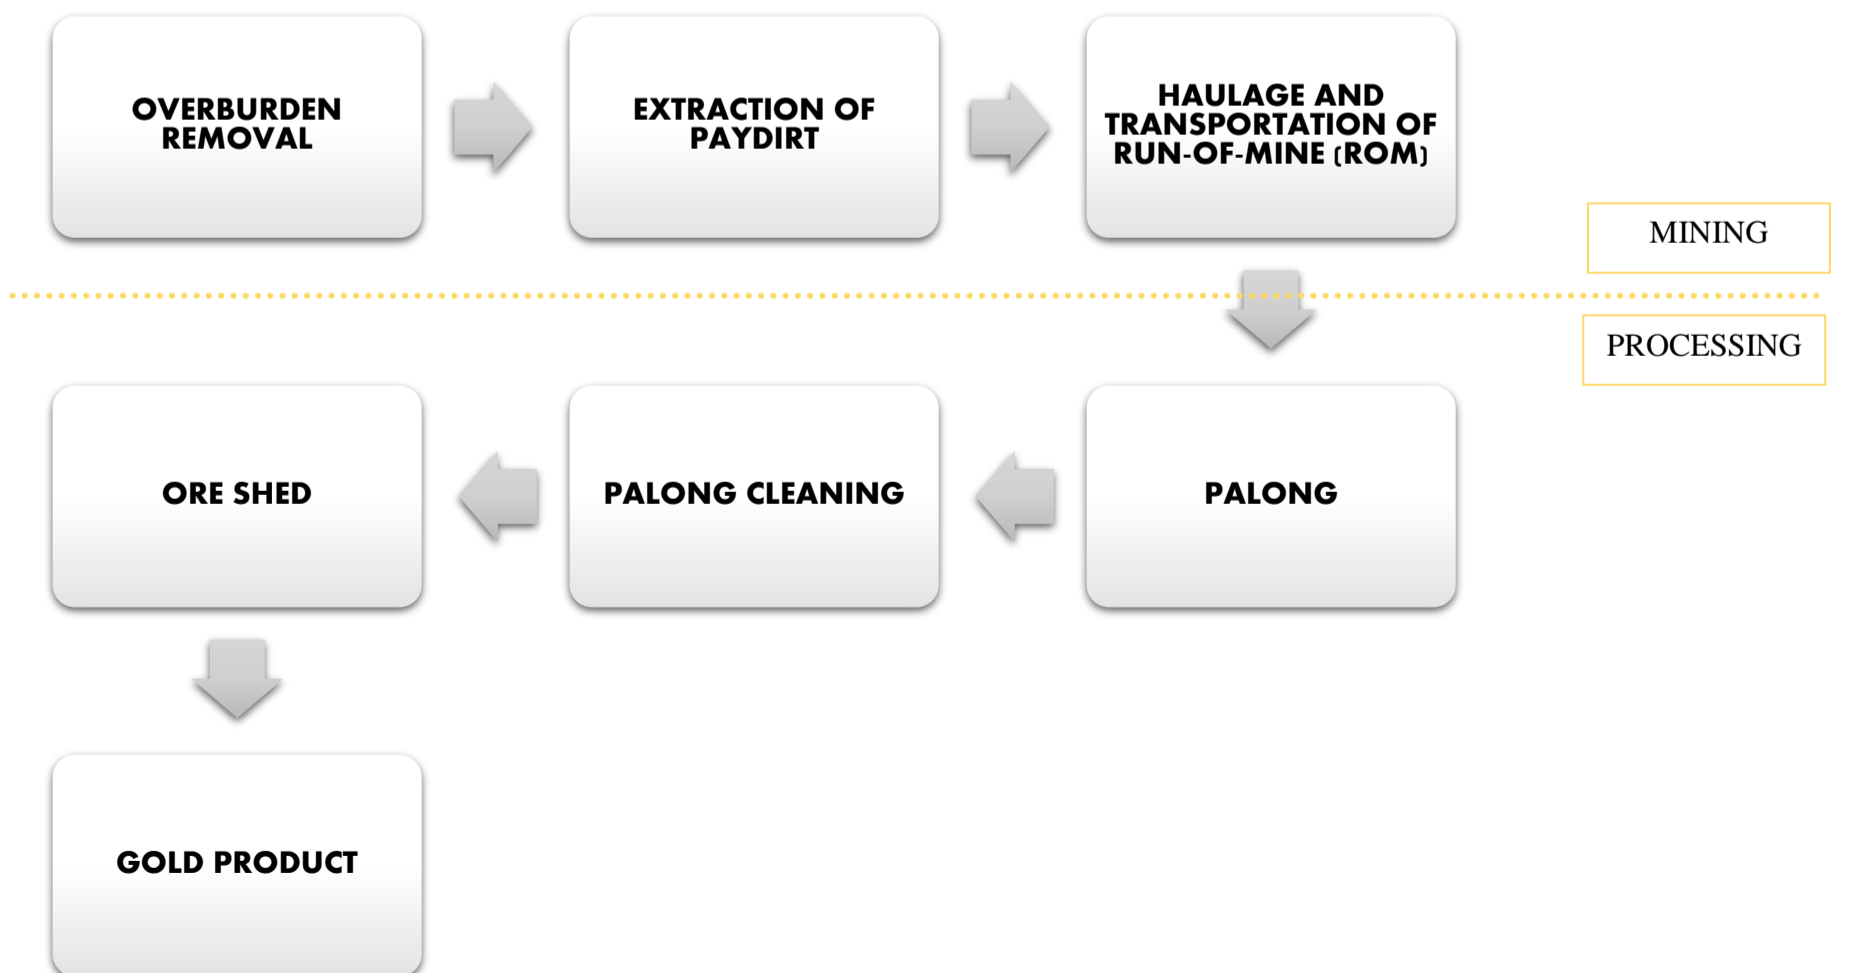 OVERBURDEN
REMOVAL
EXTRACTION OF
PAYDIRT
HAULAGE AND
TRANSPORTATION OF
RUN-OF-MINE (ROM)
MINING
PROCESSING
PALONG
PALONG CLEANING
ORE SHED
GOLD PRODUCT